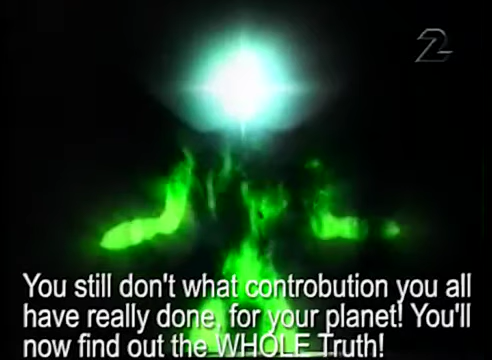 2
You still don't what controbution you all
have really done, for your planet! You'll
now find out the WHOLE Truth!